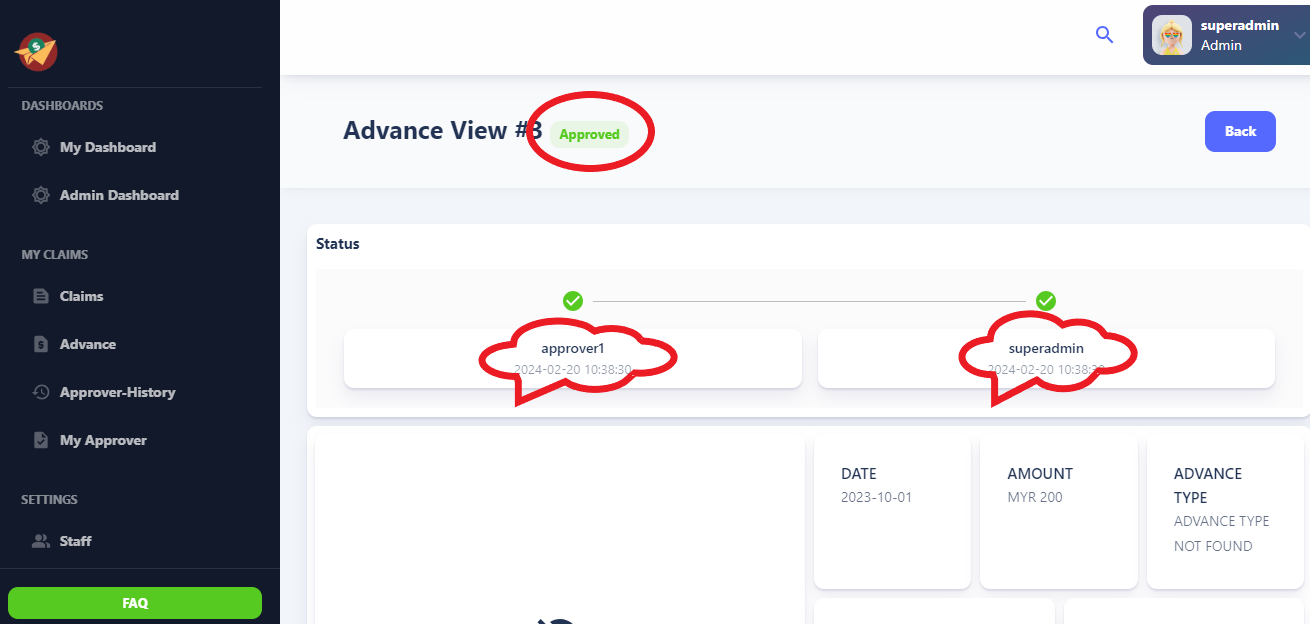 superadmin
Admin
DASHBOARDS
My Dashboard
Admin Dashboard
MY CLAIMS
Claims
Advance
Approver-History
My Approver
SETTINGS
Staff
FAQ
Advance View #3 Approved
Back
Status
approver1
2024-02-20 10:38:30
superadmin
2024-02-20 10:38:30
DATE
2023-10-01
AMOUNT
MYR 200
ADVANCE
TYPE
ADVANCE TYPE
NOT FOUND